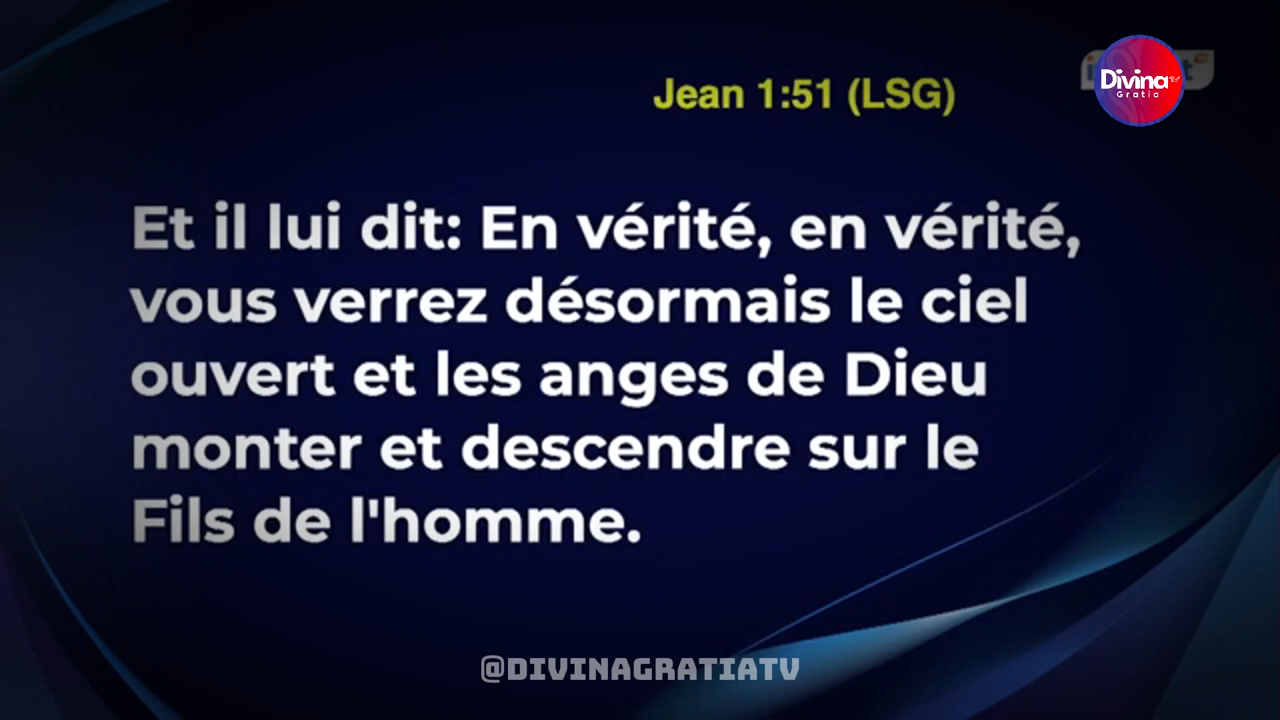 Jean 1:51 (LSG)
Divina TV
Gratia
Et il lui dit: En vérité, en vérité,
vous verrez désormais le ciel
ouvert et les anges de Dieu
monter et descendre sur le
Fils de l'homme.
@DIVINAGRATIATV